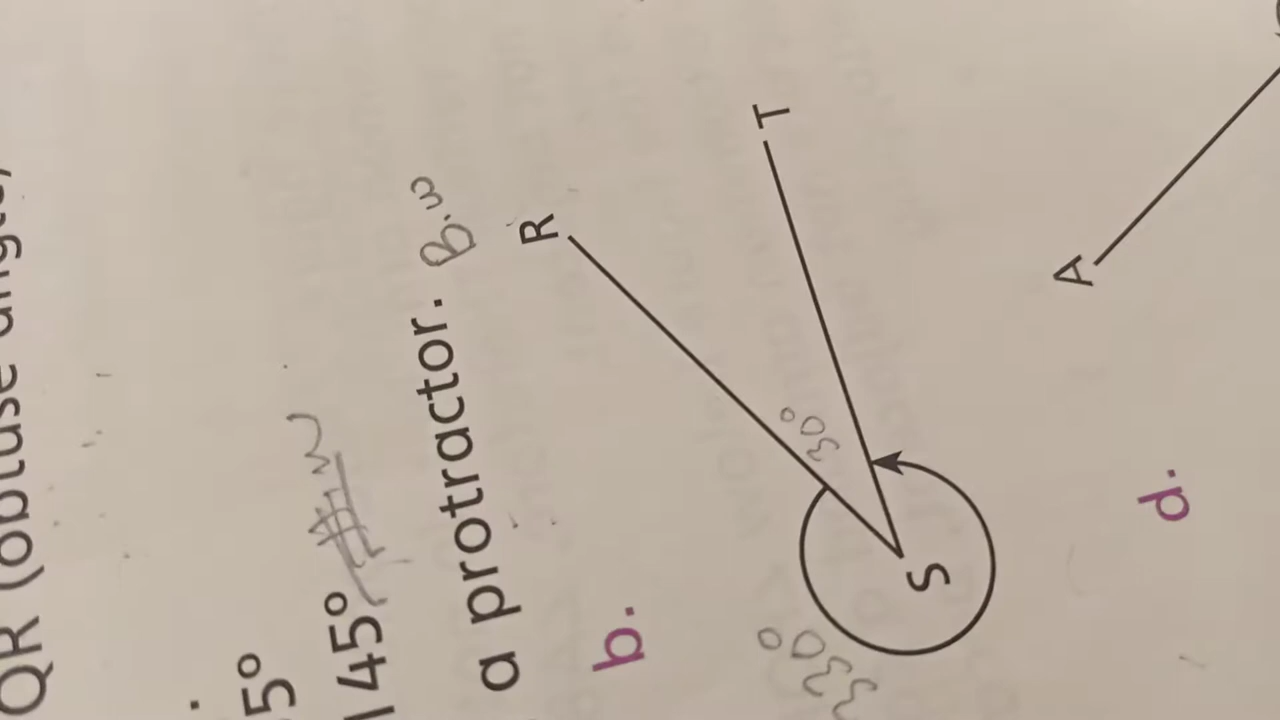 QR (obtuse angle,
5°
145°
a protractor. B.w
b.
R
T
30°
S
330°
d.
A